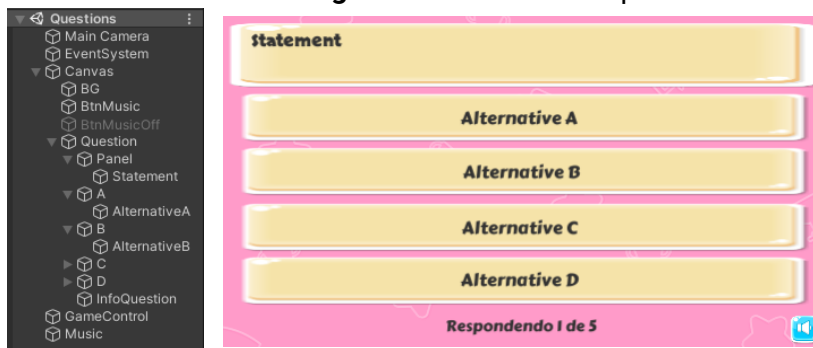 Questions
Main Camera
EventSystem
Canvas
BG
BtnMusic
BtnMusicOff
Question
Panel
Statement
A
AlternativeA
B
AlternativeB
C
D
InfoQuestion
GameControl
Music
Statement
Alternative A
Alternative B
Alternative C
Alternative D
Respondendo 1 de 5